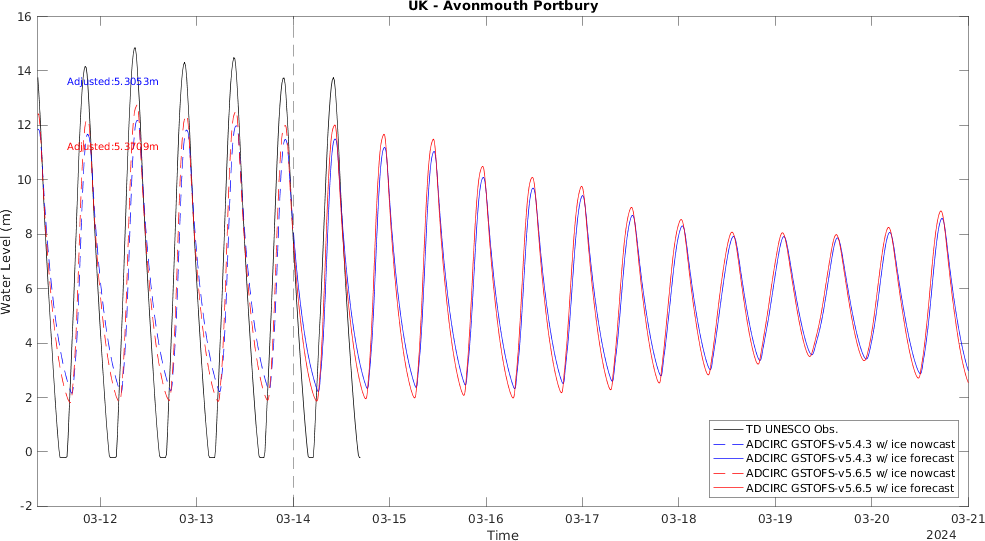 UK - Avonmouth Portbury
16
14
12
10
8
6
4
2
0
-2
Water Level (m)
Adjusted:5.3053m
Adjusted:5.3709m
TD UNESCO Obs.
ADCIRC GSTOFS-v5.4.3 w/ ice nowcast
ADCIRC GSTOFS-v5.4.3 w/ ice forecast
ADCIRC GSTOFS-v5.6.5 w/ ice nowcast
ADCIRC GSTOFS-v5.6.5 w/ ice forecast
03-12 03-13 03-14 03-15 03-16 03-17 03-18 03-19 03-20 03-21
Time
2024